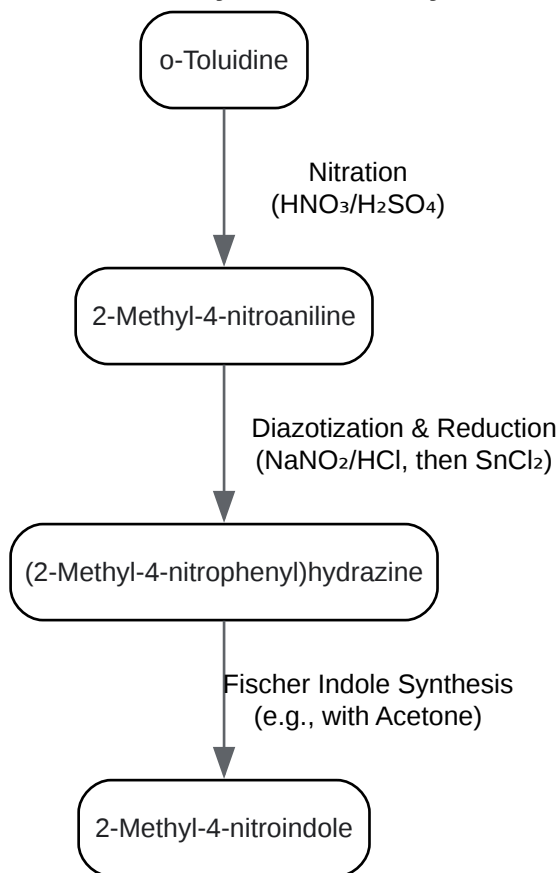 o-Toluidine
Nitration
(HNO₃/H₂SO₄)
2-Methyl-4-nitroaniline
Diazotization & Reduction
(NaNO₂/HCl, then SnCl₂)
(2-Methyl-4-nitrophenyl)hydrazine
Fischer Indole Synthesis
(e.g., with Acetone)
2-Methyl-4-nitroindole